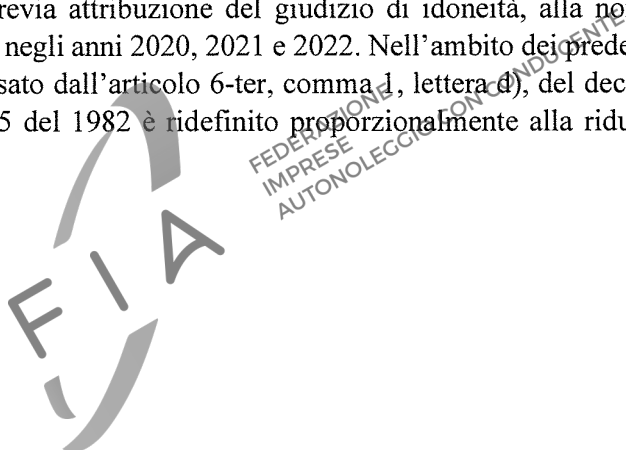 revia attribuzione del giudizio di idoneità, alla no
negli anni 2020, 2021 e 2022. Nell'ambito dei prede
sato dall'articolo 6-ter, comma 1, lettera d), del dec
5 del 1982 è ridefinito proporzionalmente alla ridu
FEDERAZIONE
IMPRESE
AUTONOLEGGIO CON CONDUCENTE
FIA